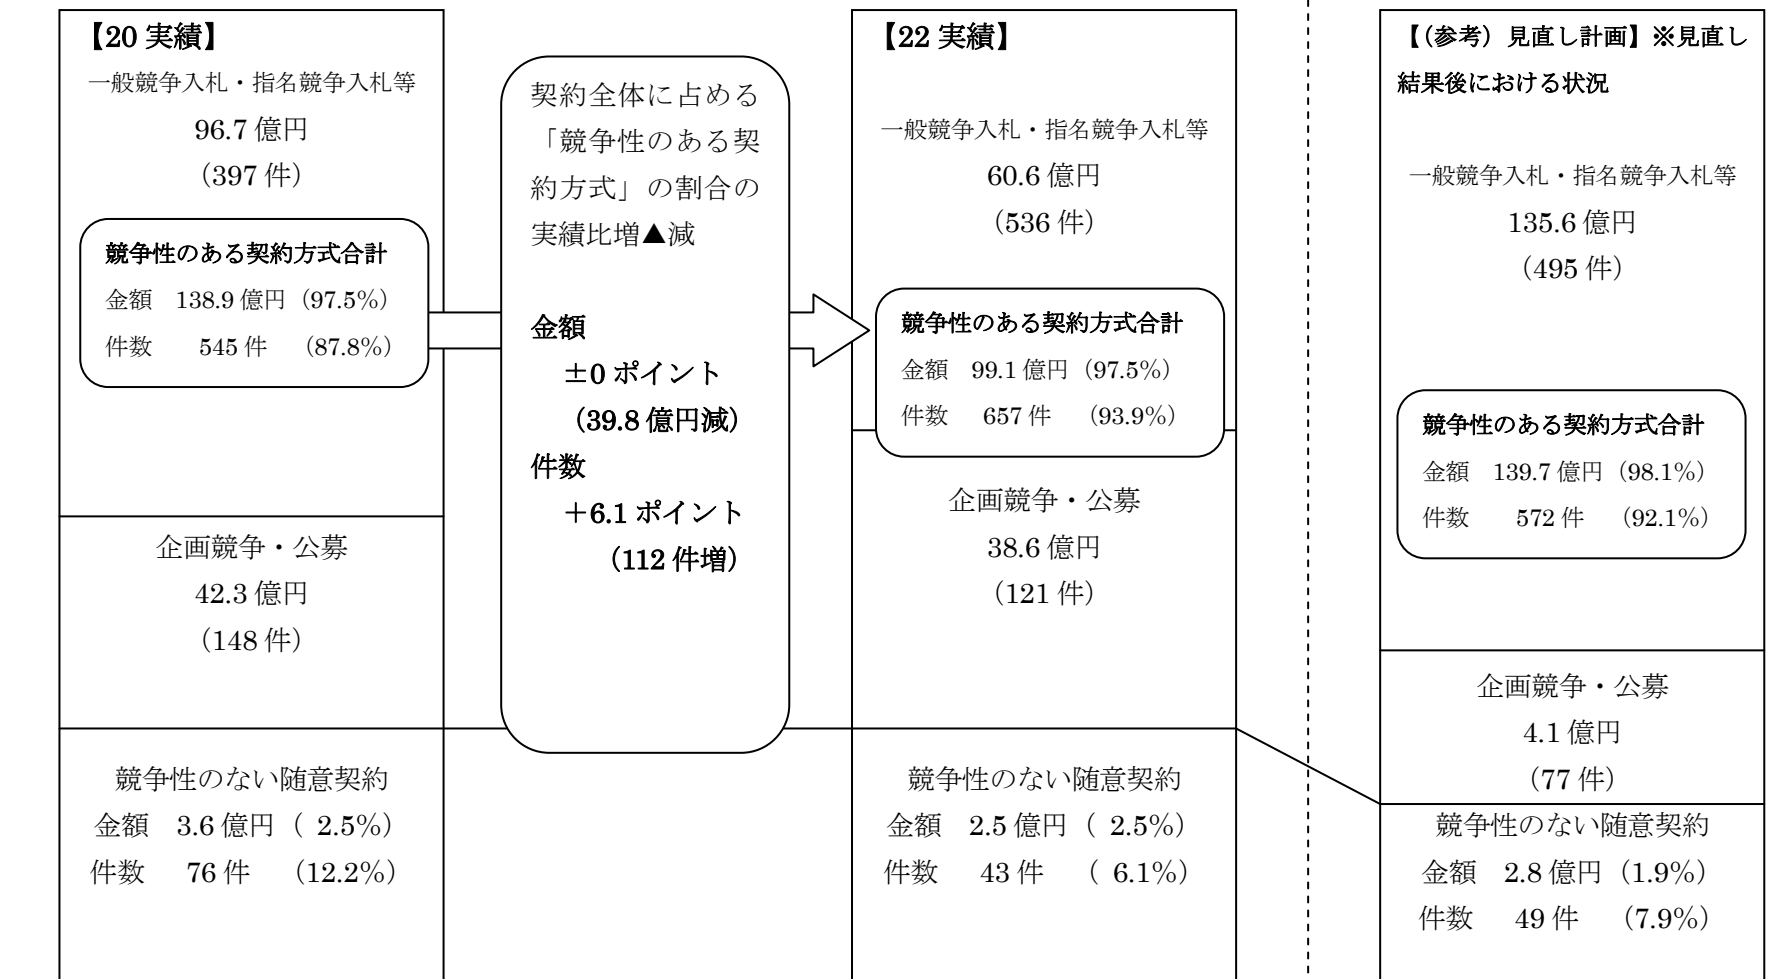 【20 実績】
一般競争入札・指名競争入札等
96.7 億円
（397 件）
競争性のある契約方式合計
金額　138.9 億円（97.5%）
件数　　545 件　（87.8%）
企画競争・公募
42.3 億円
（148 件）
競争性のない随意契約
金額　3.6 億円（ 2.5%）
件数　 76 件　（12.2%）
契約全体に占める
「競争性のある契
約方式」の割合の
実績比増▲減
金額
±0 ポイント
（39.8 億円減）
件数
＋6.1 ポイント
（112 件増）
【22 実績】
一般競争入札・指名競争入札等
60.6 億円
（536 件）
競争性のある契約方式合計
金額　99.1 億円（97.5%）
件数　 657 件　（93.9%）
企画競争・公募
38.6 億円
（121 件）
競争性のない随意契約
金額　2.5 億円（ 2.5%）
件数　 43 件　（ 6.1%）
【（参考）見直し計画】※見直し
結果後における状況
一般競争入札・指名競争入札等
135.6 億円
（495 件）
競争性のある契約方式合計
金額　139.7 億円（98.1%）
件数　　572 件　（92.1%）
企画競争・公募
4.1 億円
（77 件）
競争性のない随意契約
金額　2.8 億円（1.9%）
件数　 49 件　（7.9%）